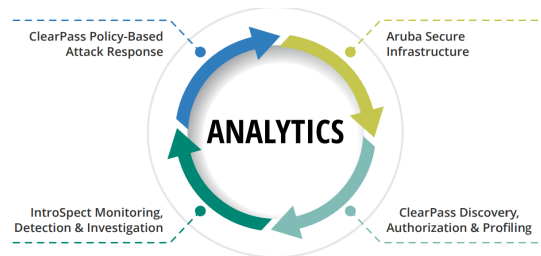 ClearPass Policy-Based
Attack Response
Aruba Secure
Infrastructure
ANALYTICS
IntroSpect Monitoring,
Detection & Investigation
ClearPass Discovery,
Authorization & Profiling